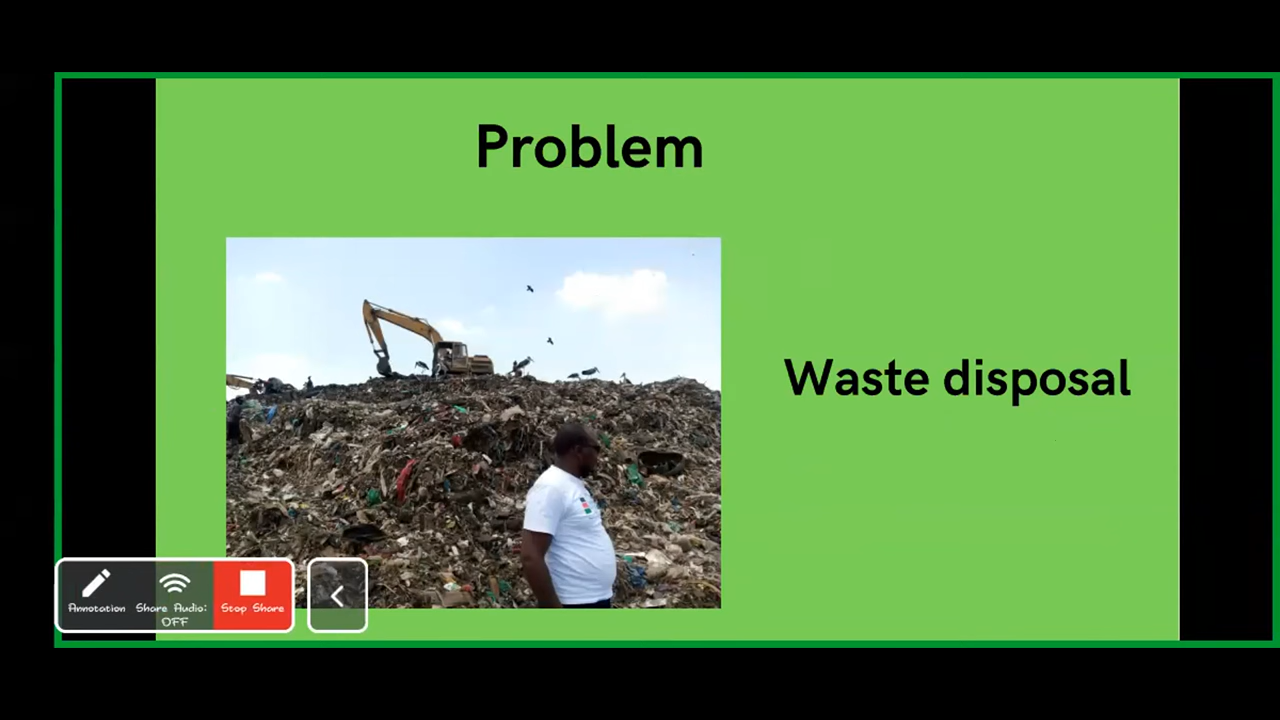 Problem
Waste disposal
Annotation
Share Audio:
OFF
Stop Share